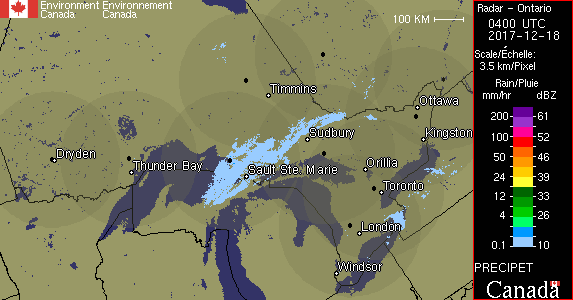 Environment Environnement
Canada Canada
100 KM
Timmins
Ottawa
Sudbury
Kingston
Dryden
Thunder Bay
Orillia
Sault Ste. Marie
Toronto
London
Windsor
Radar - Ontario
0400 UTC
2017-12-18
Scale/Échelle:
3.5 km/Pixel
Rain/Pluie
mm/hr dBZ
200 61
100 52
50 46
24 39
12 33
4 26
0.1 10
PRECIPET
Canada